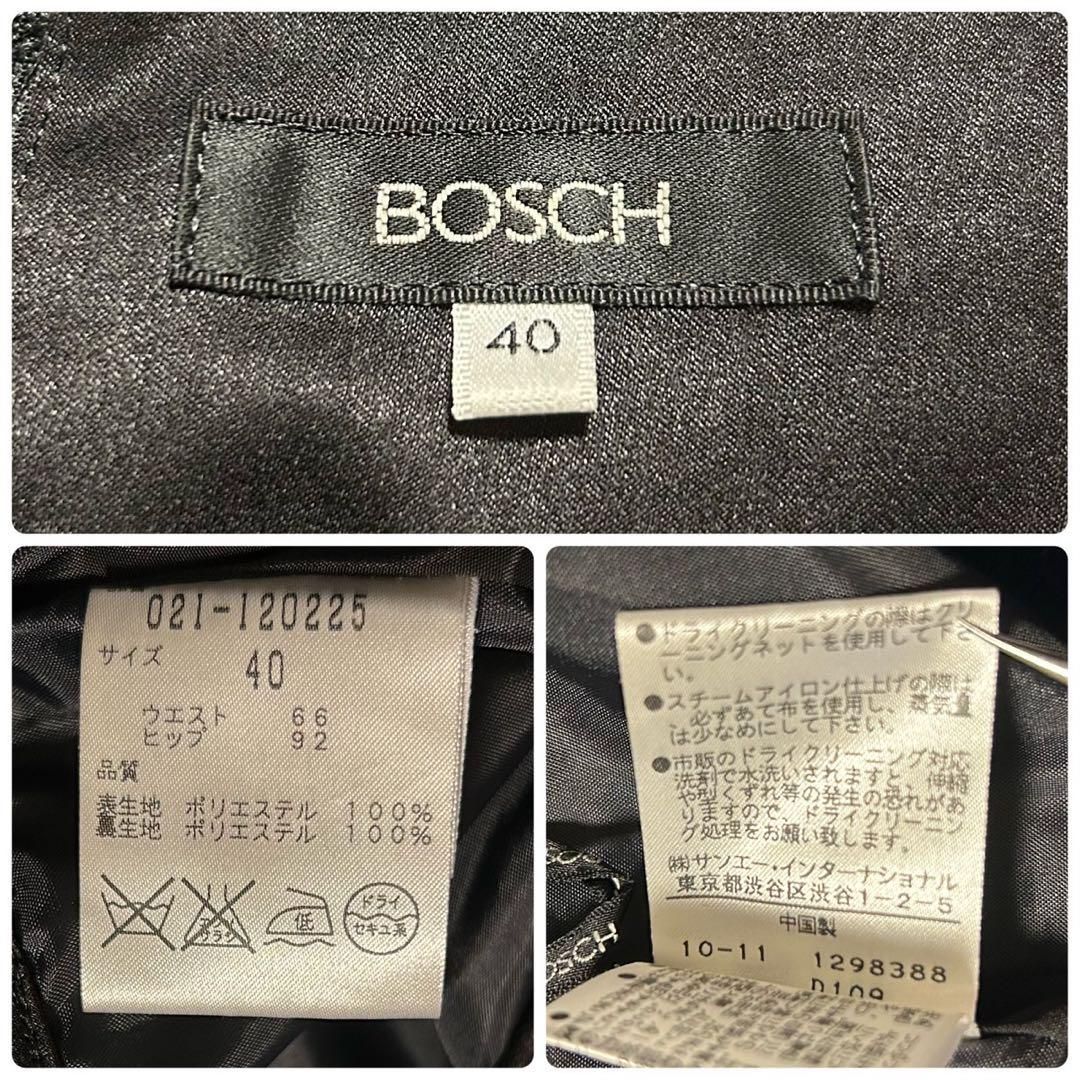 BOSCH
40
021-120225
サイズ
40
ウエスト 66
ヒップ 92
品質
表生地 ポリエステル 100%
裏生地 ポリエステル 100%
エンソ
サラシ
低
ドライ
セキユ系
●ドライクリーニングの際はクリ
ーニングネットを使用して下さ
い。
●スチームアイロン仕上げの際は
必ずあて布を使用し、蒸気量
は少なめにして下さい。
●市販のドライクリーニング対応
洗剤で水洗いされますと、伸縮
や型くずれ等の発生の恐れがあ
りますので、ドライクリーニン
グ処理をお願い致します。
㈱サンエー・インターナショナル
東京都渋谷区渋谷1-2-5
中国製
10-11 1298388
D109
BOSCH